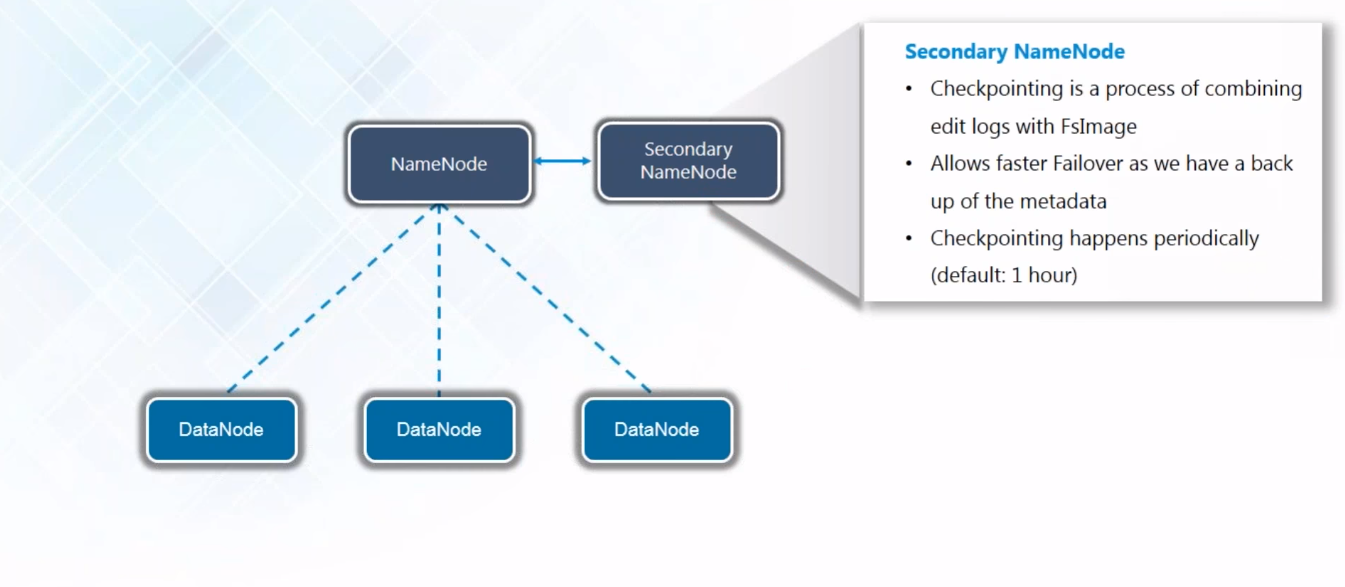 Secondary NameNode
• Checkpointing is a process of combining
edit logs with FsImage
• Allows faster Failover as we have a back
up of the metadata
• Checkpointing happens periodically
(default: 1 hour)
NameNode
Secondary
NameNode
DataNode
DataNode
DataNode